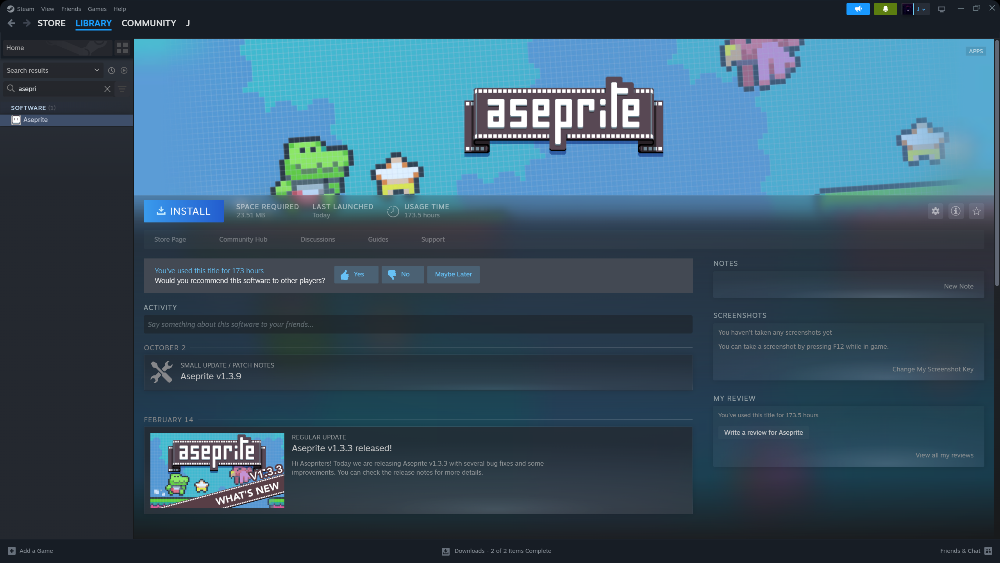 Steam View Friends Games Help
J
STORE LIBRARY COMMUNITY J
Home
Search results
asepri
SOFTWARE
Aseprite
APPS
aseprite
INSTALL
SPACE REQUIRED
23.51 MB
LAST LAUNCHED
Today
USAGE TIME
173.5 hours
Store Page Community Hub Discussions Guides Support
You've used this title for 173 hours
Would you recommend this software to other players?
Yes
No
Maybe Later
ACTIVITY
Say something about this software to your friends...
OCTOBER 2
SMALL UPDATE / PATCH NOTES
Aseprite v1.3.9
FEBRUARY 14
aseprite
V1.3.3
WHAT'S NEW
REGULAR UPDATE
Aseprite v1.3.3 released!
Hi Asepriters! Today we are releasing Aseprite v1.3.3 with several bug fixes and some
improvements. You can check the release notes for more details.
NOTES
New Note
SCREENSHOTS
You haven't taken any screenshots yet
You can take a screenshot by pressing F12 while in game.
Change My Screenshot Key
MY REVIEW
You've used this title for 173.5 hours
Write a review for Aseprite
View all my reviews
Add a Game
Downloads - 2 of 2 Items Complete
Friends & Chat